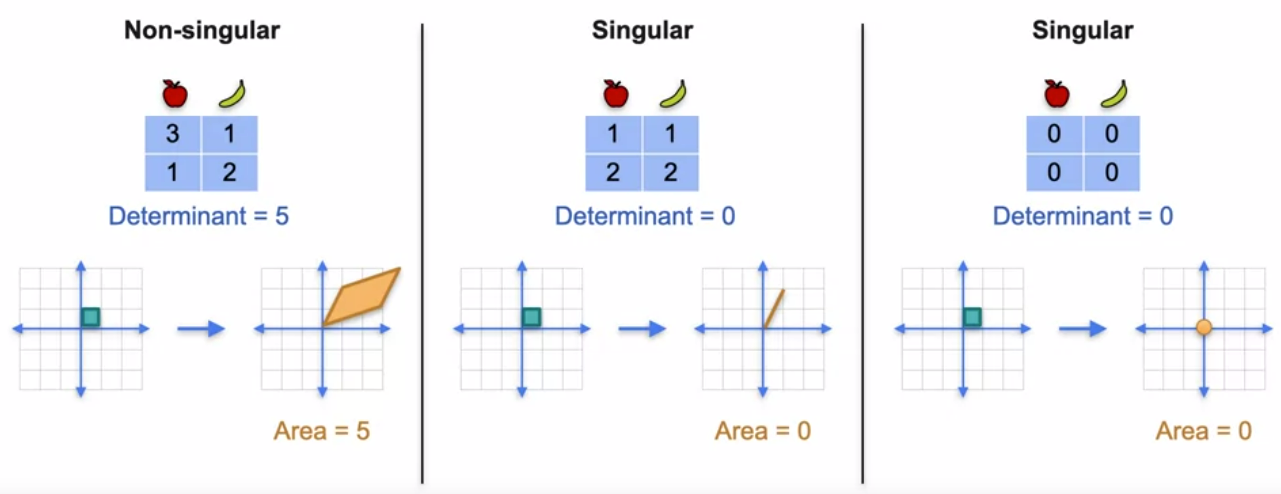 Non-singular
3 1
1 2
Determinant = 5
Area = 5
Singular
1 1
2 2
Determinant = 0
Area = 0
Singular
0 0
0 0
Determinant = 0
Area = 0